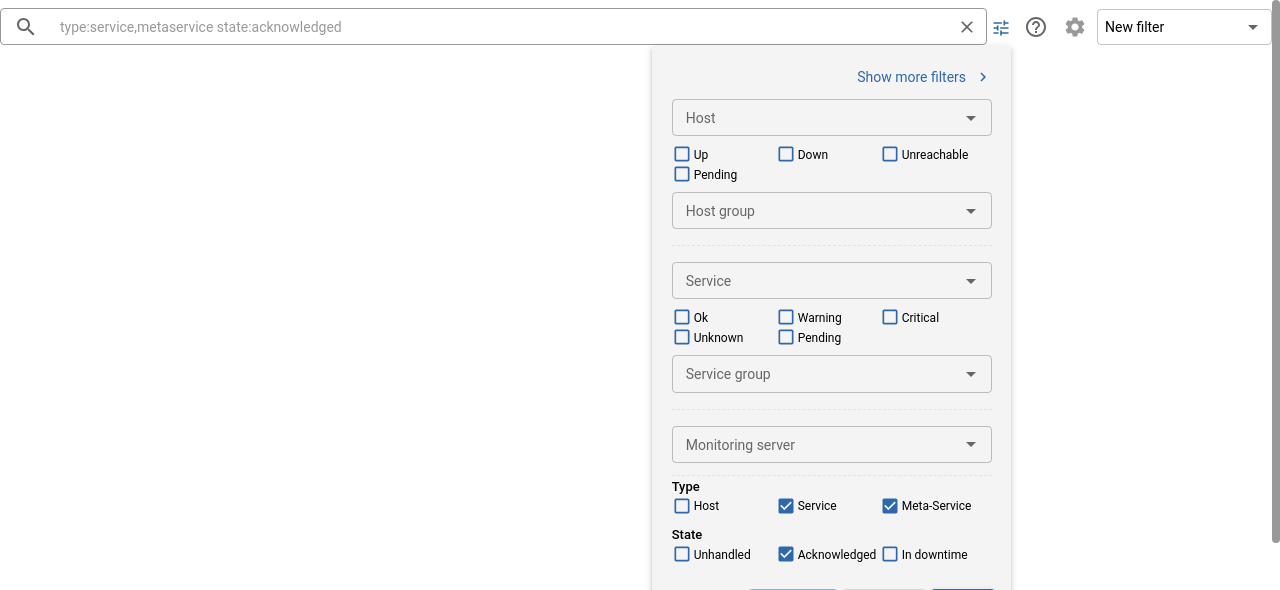 type:service,metaservice state:acknowledged
New filter
Show more filters
Host
Up Down Unreachable
Pending
Host group
Service
Ok Warning Critical
Unknown Pending
Service group
Monitoring server
Type
Host Service Meta-Service
State
Unhandled Acknowledged In downtime